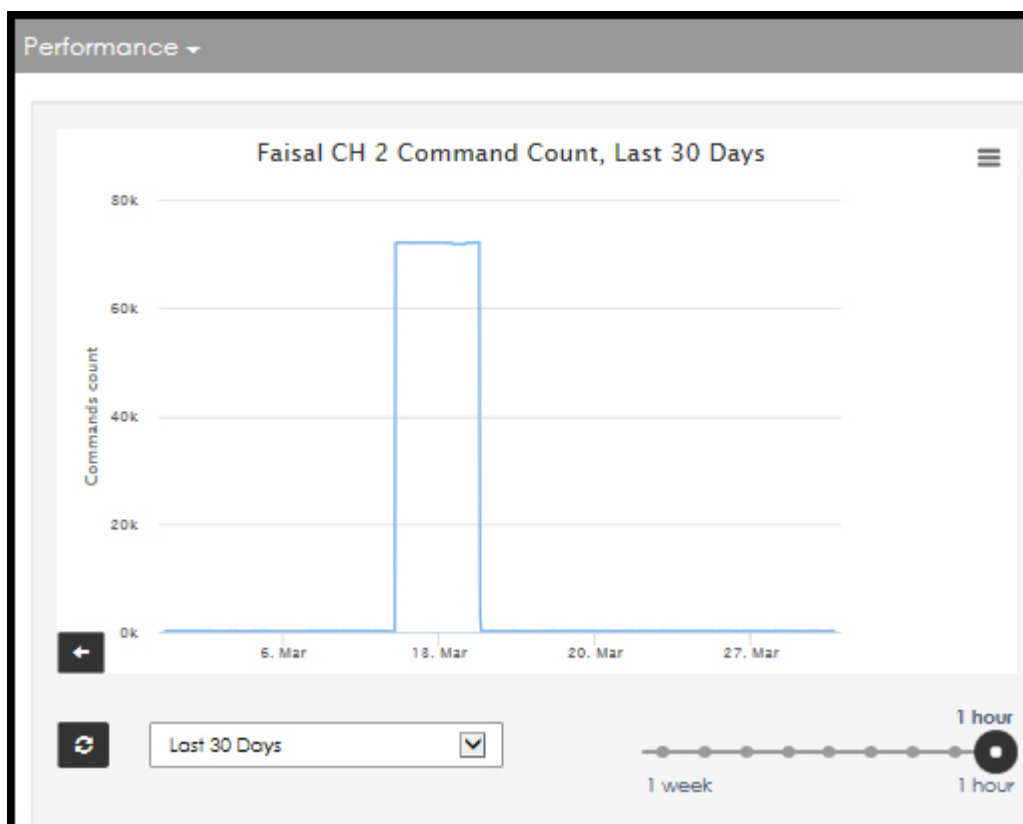 Performance
Faisal CH 2 Command Count, Last 30 Days
80k
60k
40k
20k
0k
Commands count
6. Mar
18. Mar
20. Mar
27. Mar
Last 30 Days
1 hour
1 week
1 hour